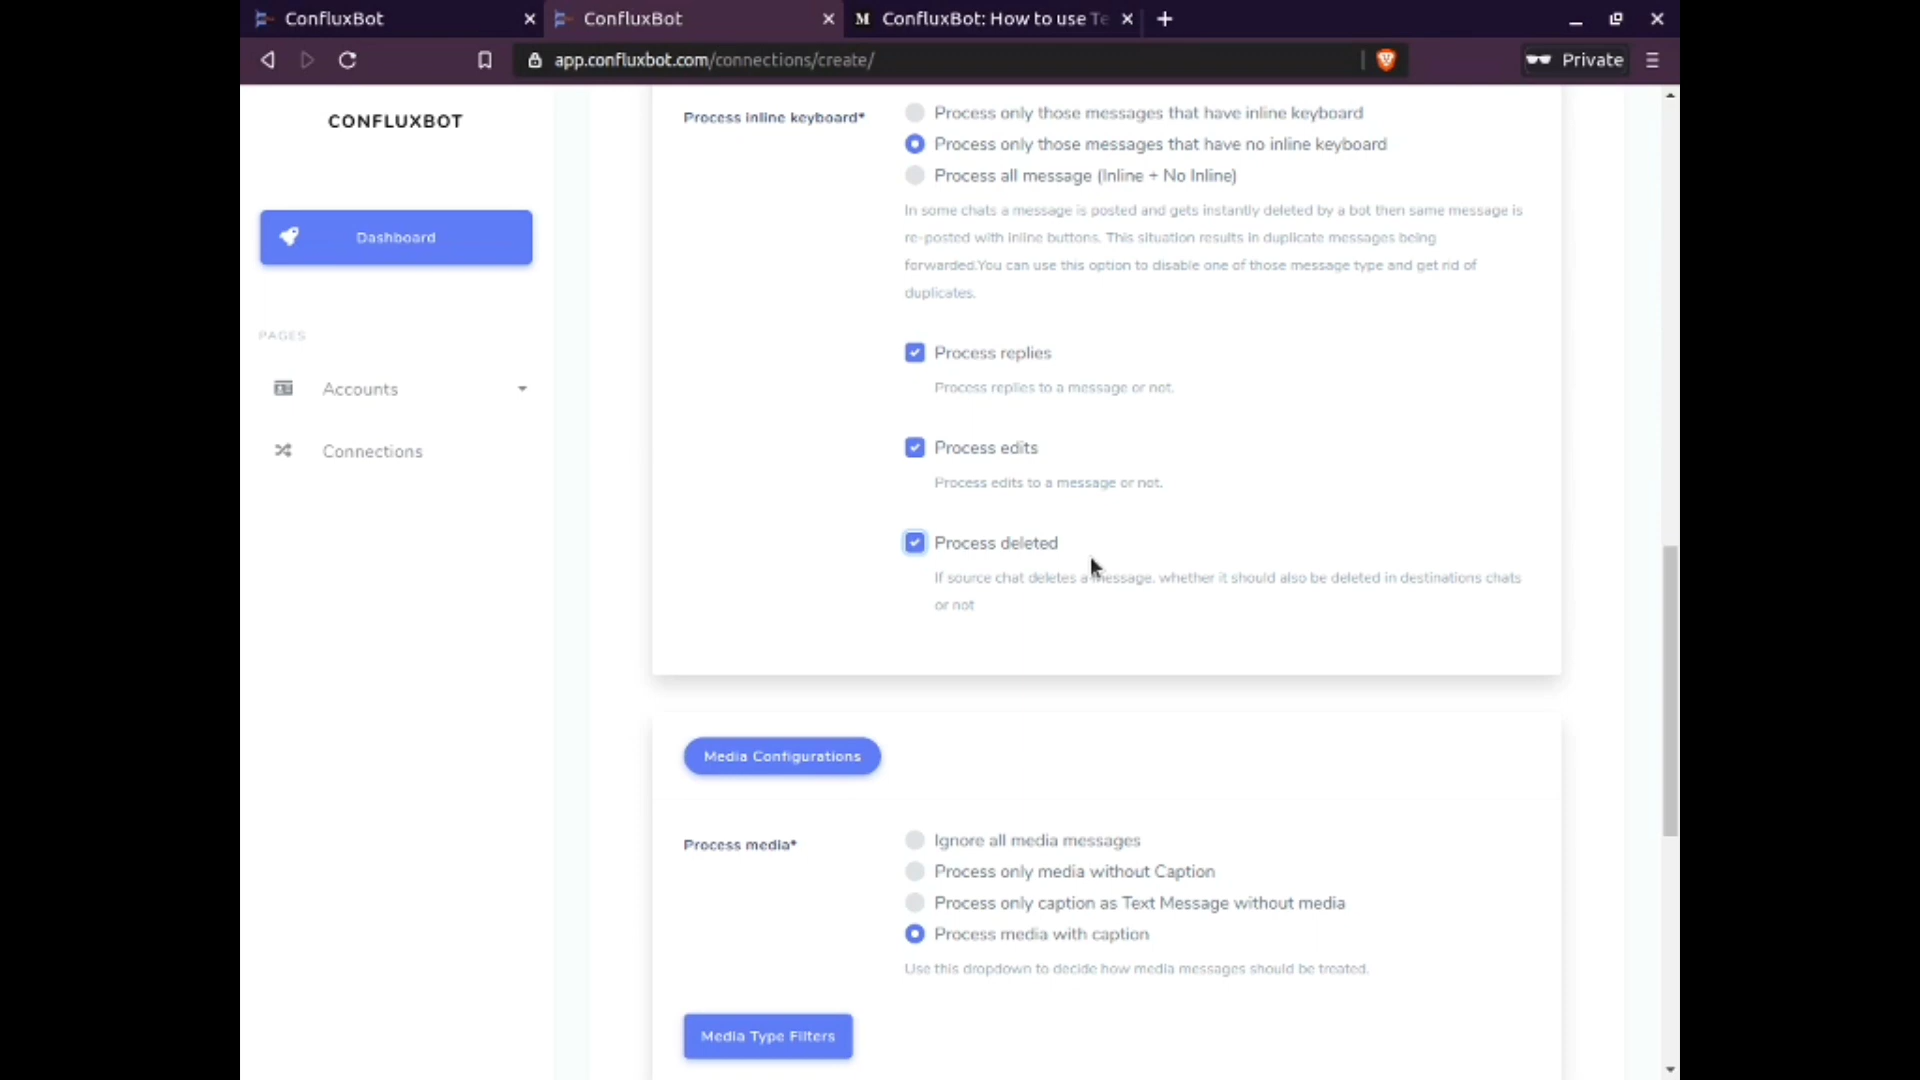 ConfluxBot
ConfluxBot
M ConfluxBot: How to use Te
app.confluxbot.com/connections/create/
Private
CONFLUXBOT
Dashboard
PAGES
Accounts
Connections
Process inline keyboard*
Process only those messages that have inline keyboard
Process only those messages that have no inline keyboard
Process all message (Inline + No Inline)
In some chats a message is posted and gets instantly deleted by a bot then same message is
re-posted with inline buttons. This situation results in duplicate messages being
forwarded.You can use this option to disable one of those message type and get rid of
duplicates.
Process replies
Process replies to a message or not.
Process edits
Process edits to a message or not.
Process deleted
If source chat deletes a message, whether it should also be deleted in destinations chats
or not
Media Configurations
Process media*
Ignore all media messages
Process only media without Caption
Process only caption as Text Message without media
Process media with caption
Use this dropdown to decide how media messages should be treated.
Media Type Filters